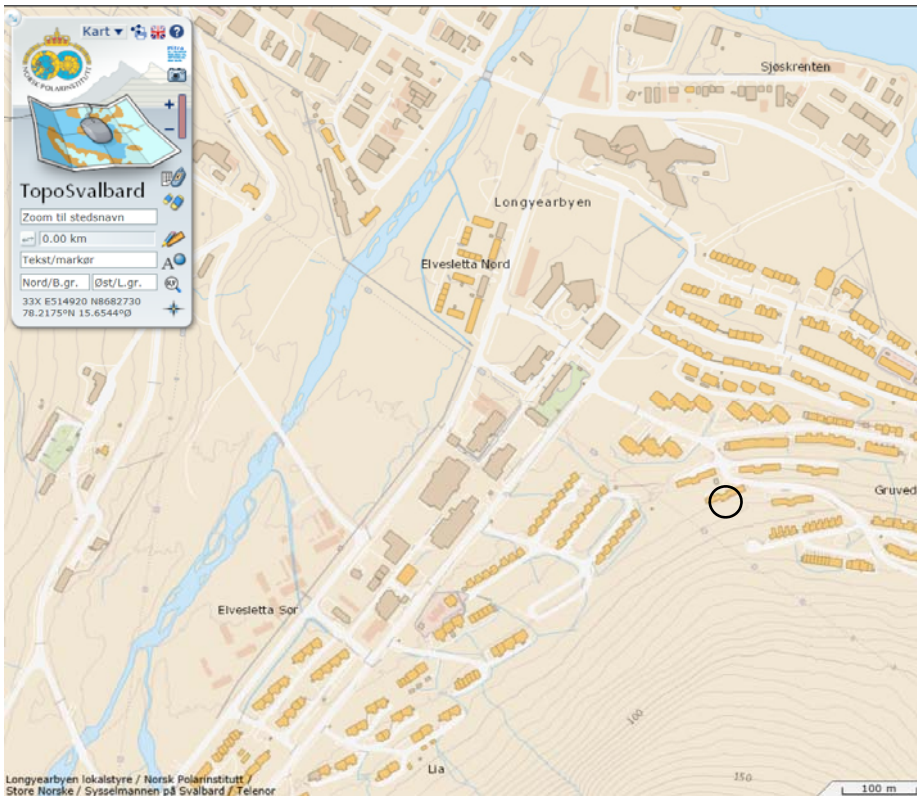 Kart
NORSK POLARINSTITUTT
TopoSvalbard
Zoom til stedsnavn
0.00 km
Tekst/markør
Nord/B.gr. Øst/L.gr.
33X E514920 N8682730
78.2175°N 15.6544°Ø
Sjøskrenten
Longyearbyen
Elvesletta Nord
Gruved
Elvesletta Sør
Lia
100
150
Longyearbyen lokalstyre / Norsk Polarinstitutt /
Store Norske / Sysselmannen på Svalbard / Telenor
100 m